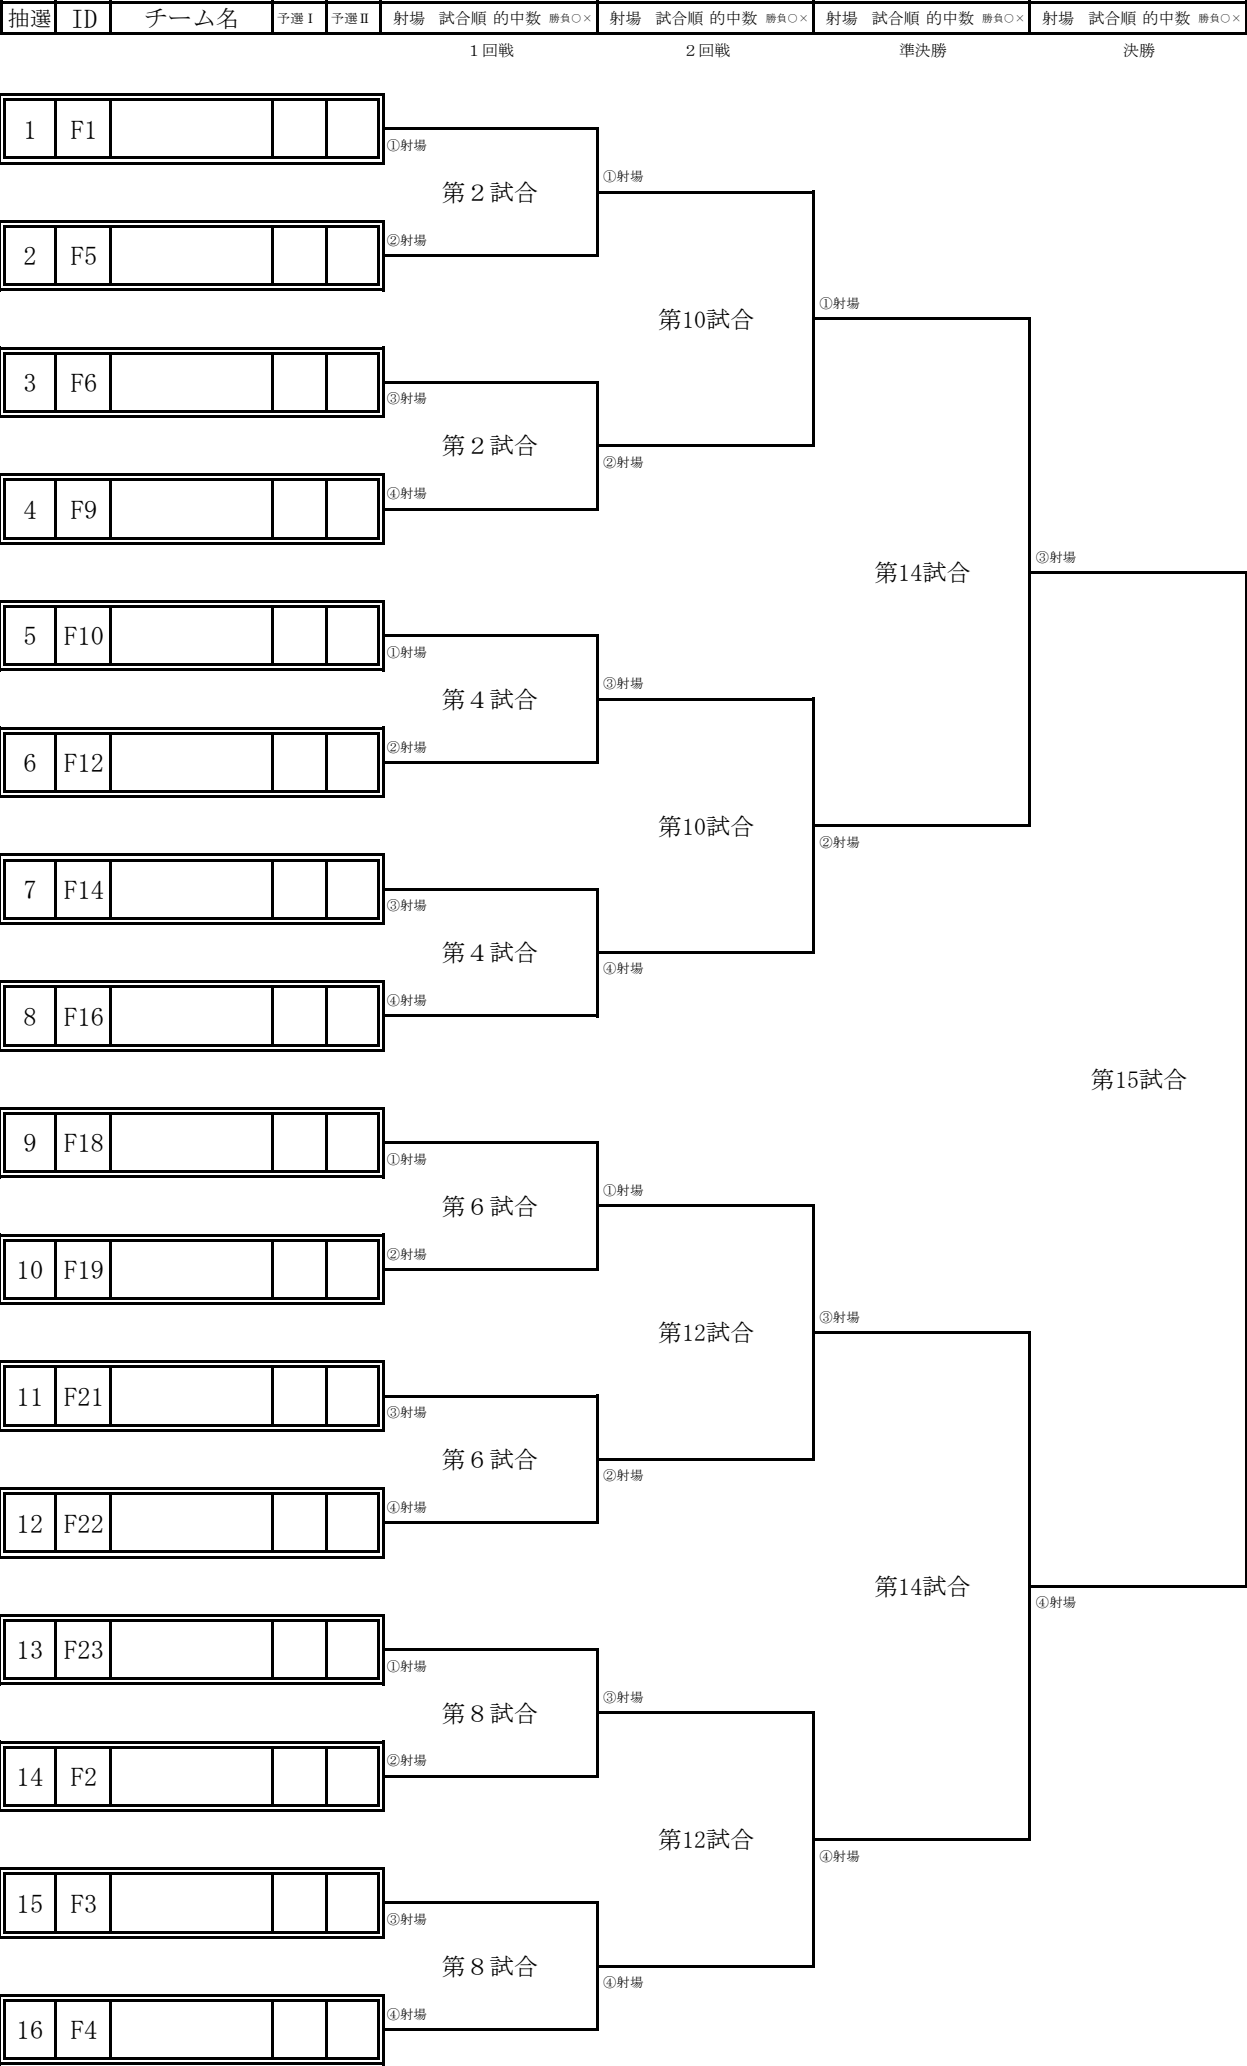 抽選 ID チーム名 予選Ⅰ 予選Ⅱ 射場 試合順 的中数 勝負○× 射場 試合順 的中数 勝負○× 射場 試合順 的中数 勝負○× 射場 試合順 的中数 勝負○×
１回戦 ２回戦 準決勝 決勝
1 F1
①射場
①射場
第２試合
②射場
2 F5
①射場
第10試合
3 F6
③射場
第２試合
②射場
④射場
4 F9
③射場
第14試合
5 F10
①射場
③射場
第４試合
②射場
6 F12
第10試合
②射場
7 F14
③射場
第４試合
④射場
④射場
8 F16
第15試合
9 F18
①射場
①射場
第６試合
②射場
10 F19
③射場
第12試合
11 F21
③射場
第６試合
②射場
④射場
12 F22
第14試合
④射場
13 F23
①射場
③射場
第８試合
②射場
14 F2
第12試合
④射場
15 F3
③射場
第８試合
④射場
④射場
16 F4